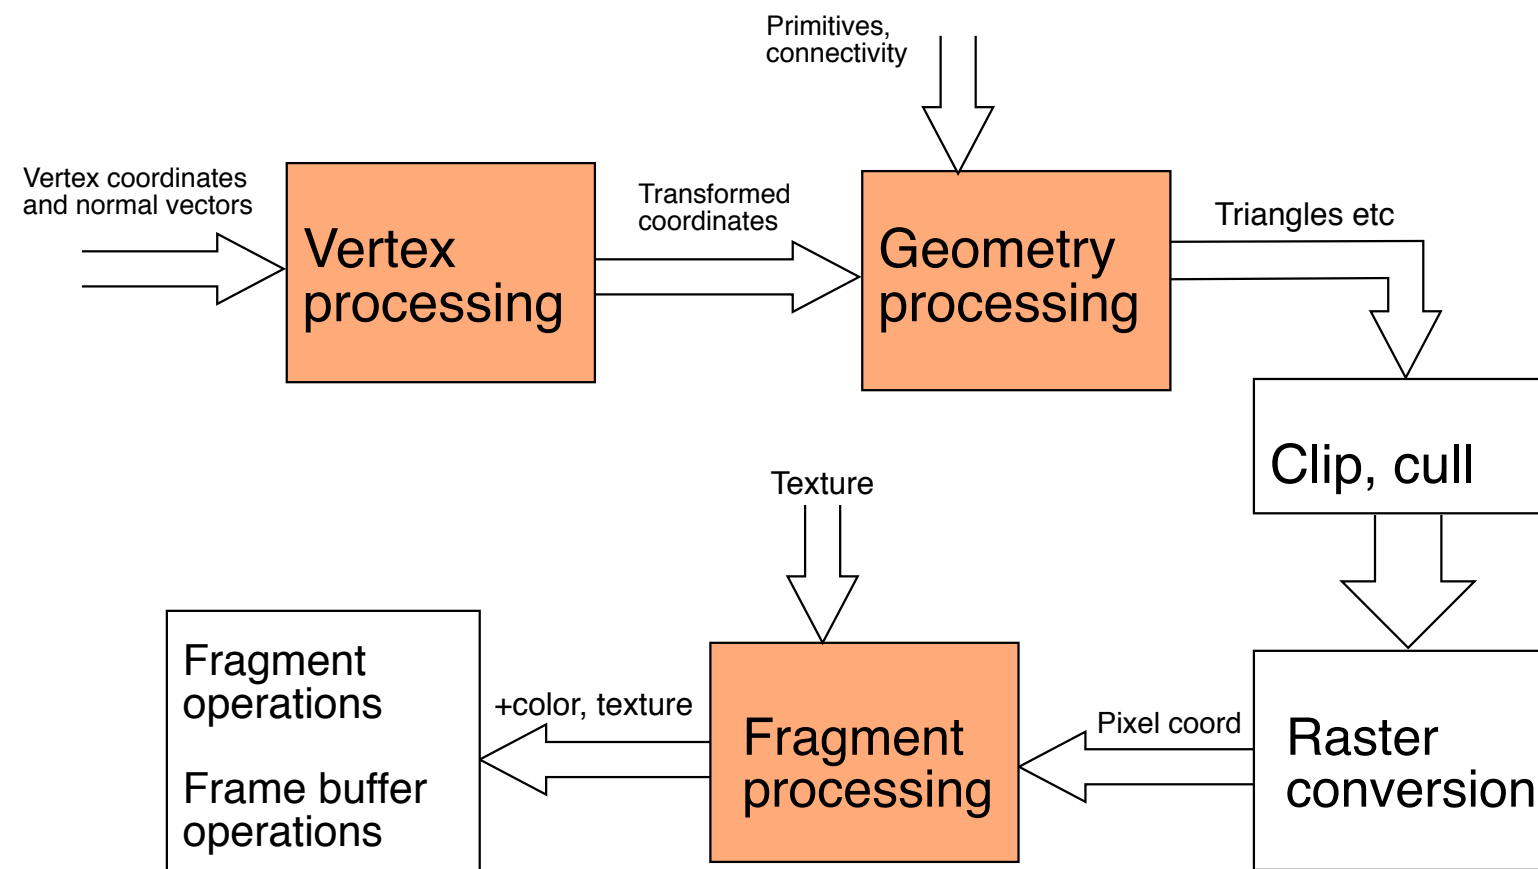 Primitives,
connectivity
Vertex coordinates
and normal vectors
Vertex
processing
Transformed
coordinates
Geometry
processing
Triangles etc
Clip, cull
Texture
Fragment
operations
Frame buffer
operations
+color, texture
Fragment
processing
Pixel coord
Raster
conversion